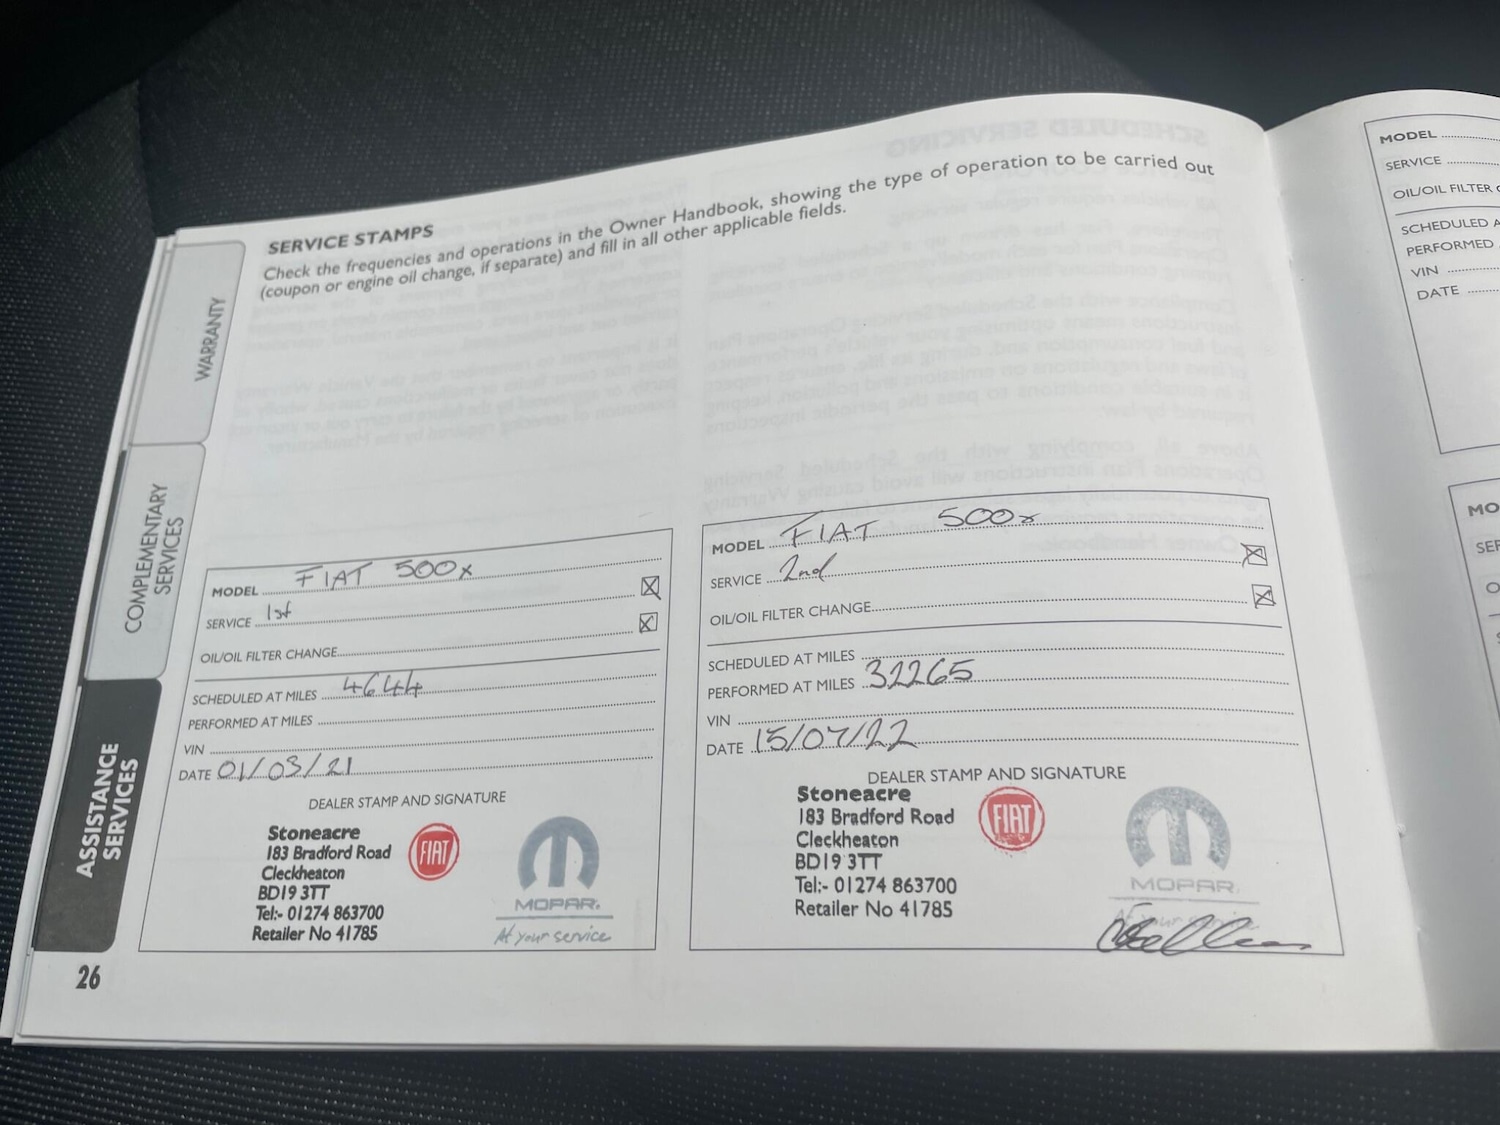 SERVICE STAMPS
Check the frequencies and operations in the Owner Handbook, showing the type of operation to be carried out
(coupon or engine oil change, if separate) and fill in all other applicable fields.
WARRANTY
COMPLEMENTARY
SERVICES
ASSISTANCE
SERVICES
MODEL FIAT 500x
SERVICE 1st
OIL/OIL FILTER CHANGE
SCHEDULED AT MILES 4644
PERFORMED AT MILES
VIN
DATE 01/03/21
DEALER STAMP AND SIGNATURE
Stoneacre
183 Bradford Road
Cleckheaton
BD19 3TT
Tel:- 01274 863700
Retailer No 41785
FIAT
MOPAR.
At your service
MODEL FIAT 500x
SERVICE 2nd
OIL/OIL FILTER CHANGE
SCHEDULED AT MILES
PERFORMED AT MILES 32265
VIN
DATE 15/07/22
DEALER STAMP AND SIGNATURE
Stoneacre
183 Bradford Road
Cleckheaton
BD19 3TT
Tel:- 01274 863700
Retailer No 41785
FIAT
MOPAR.
At your service
26
MODEL
SERVICE
OIL/OIL FILTER
SCHEDULED
PERFORMED
VIN
DATE